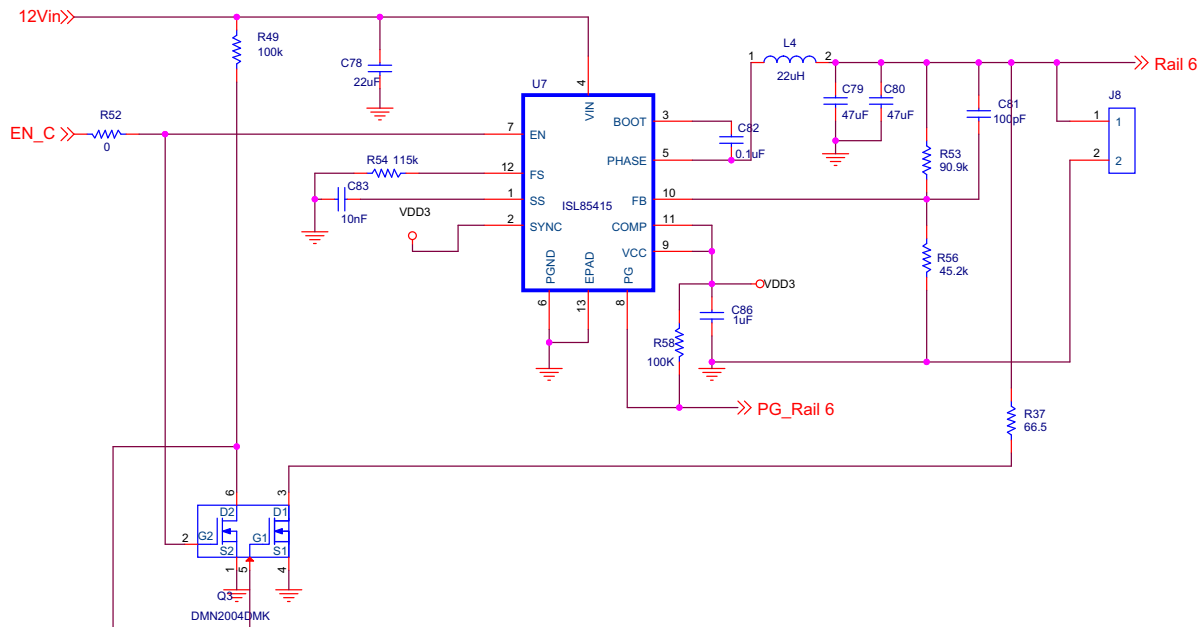 12Vin
R49
100k
C78
22uF
L4
1
2
22uH
Rail 6
U7
4
VIN
C79
47uF
C80
47uF
C81
100pF
J8
1
1
2
2
EN_C
R52
0
7
EN
BOOT
3
C82
0.1uF
PHASE
5
R53
90.9k
R54 115k
12
FS
C83
10nF
1
SS
ISL85415
FB
10
VDD3
2
SYNC
COMP
11
VCC
9
R56
45.2k
PGND
EPAD
PG
6
13
8
VDD3
C86
1uF
R58
100K
PG_Rail 6
R37
66.5
6
3
D2
D1
2
G2
G1
S2
S1
1
5
4
Q3
DMN2004DMK